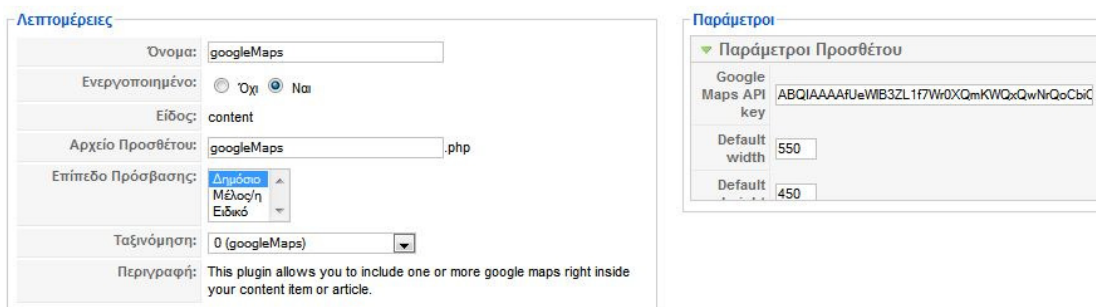 Λεπτομέρειες
Όνομα: googleMaps
Ενεργοποιημένο: Όχι Ναι
Είδος: content
Αρχείο Προσθέτου: googleMaps .php
Επίπεδο Πρόσβασης: Δημόσιο
Μέλος/η
Ειδικό
Ταξινόμηση: 0 (googleMaps)
Περιγραφή: This plugin allows you to include one or more google maps right inside
your content item or article.
Παράμετροι
Παράμετροι Προσθέτου
Google
Maps API
key
Default
width
550
Default
450